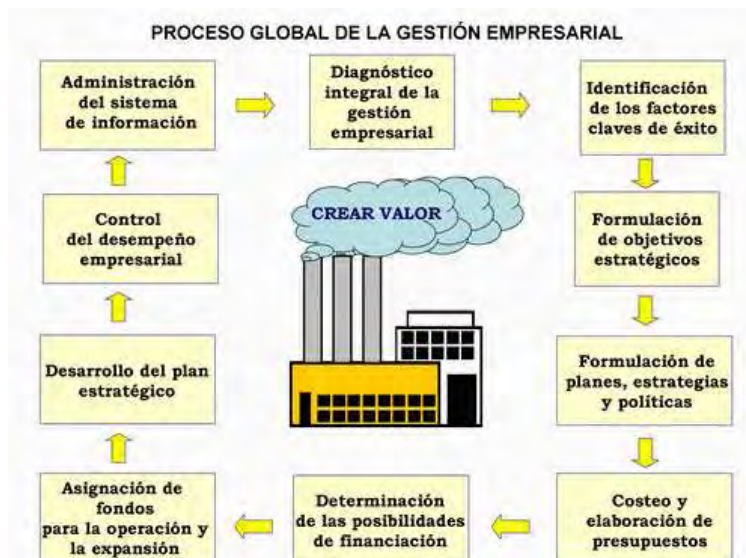 PROCESO GLOBAL DE LA GESTIÓN EMPRESARIAL
Administración
del sistema
de información
Diagnóstico
integral de la
gestión
empresarial
Identificación
de los factores
claves de éxito
Formulación
de objetivos
estratégicos
Formulación de
planes, estrategias
y políticas
Costeo y
elaboración de
presupuestos
Determinación
de las posibilidades
de financiación
Asignación de
fondos
para la operación y
la expansión
Desarrollo del plan
estratégico
Control
del desempeño
empresarial
CREAR VALOR